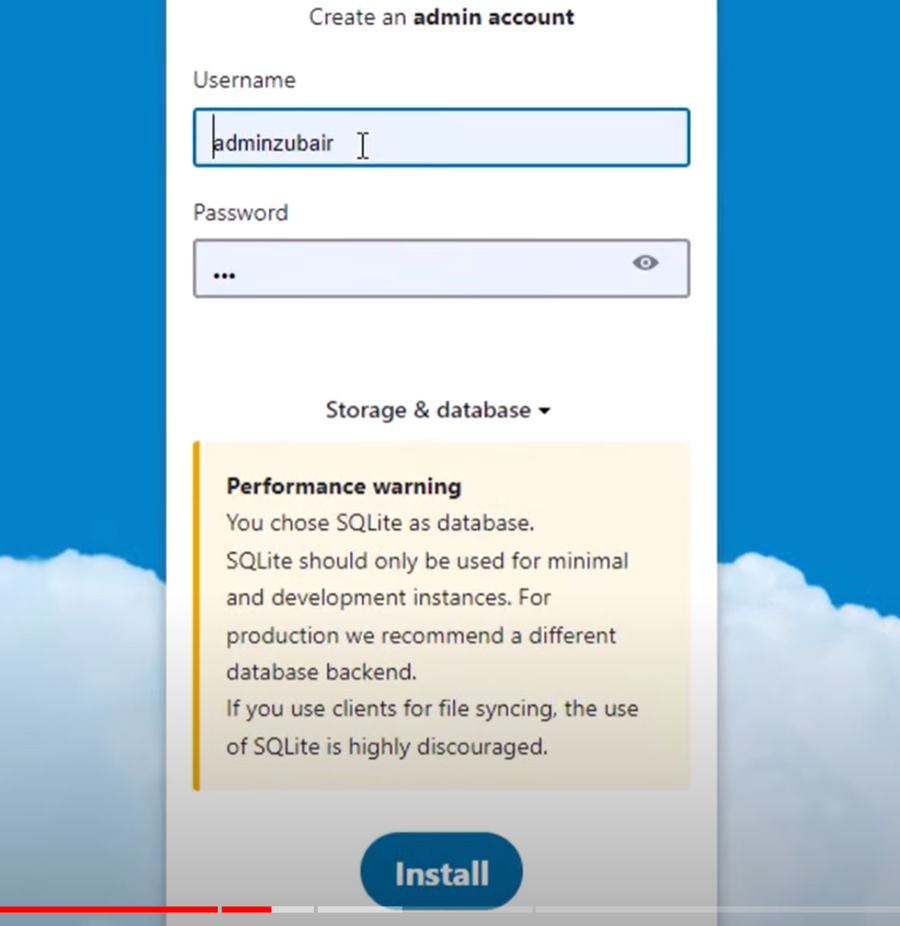 Create an admin account
Username
adminzubair
Password
•••
Storage & database
Performance warning
You chose SQLite as database.
SQLite should only be used for minimal
and development instances. For
production we recommend a different
database backend.
If you use clients for file syncing, the use
of SQLite is highly discouraged.
Install